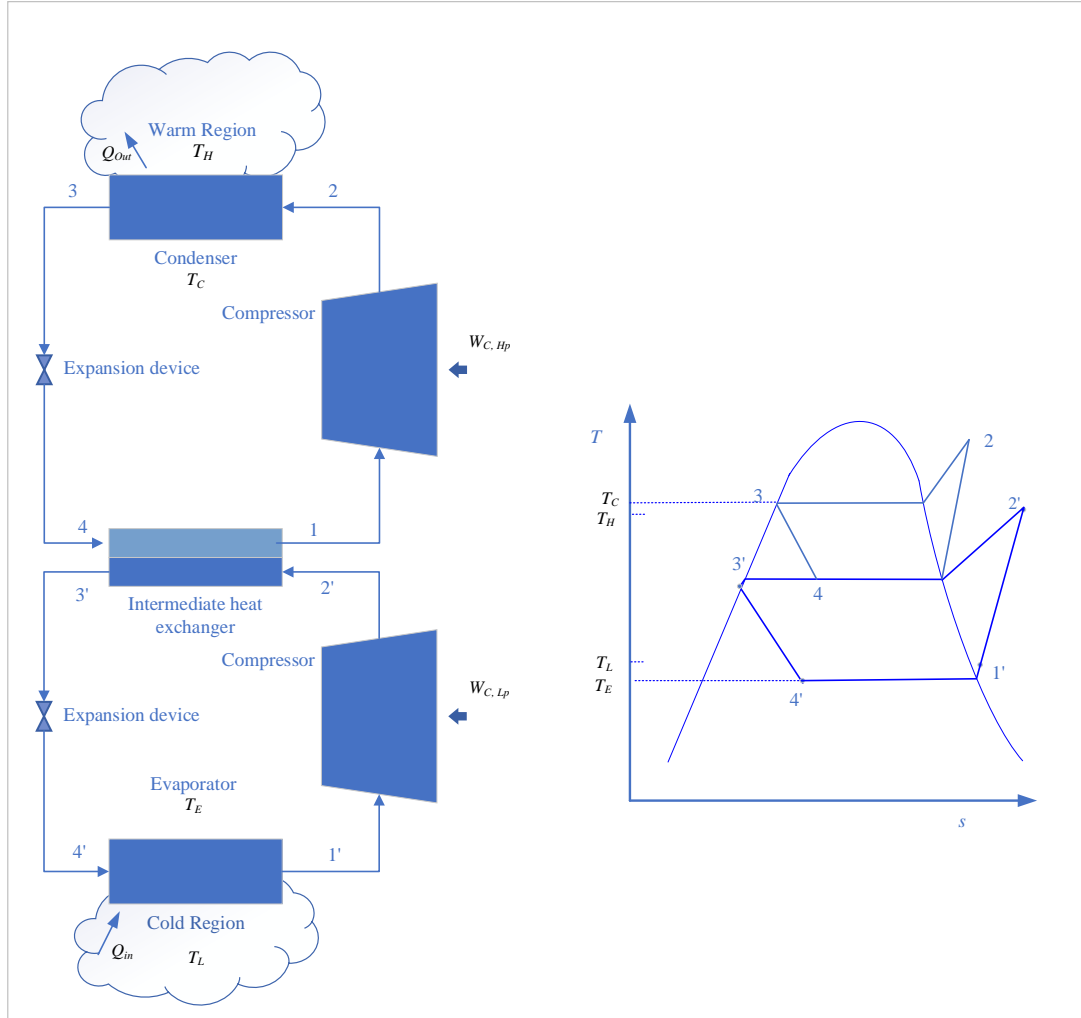 Warm Region
Q_Out
T_H
3
2
Condenser
T_C
Compressor
W_C, Hp
Expansion device
4
1
3'
2'
Intermediate heat
exchanger
Compressor
W_C, Lp
Expansion device
Evaporator
T_E
4'
1'
Cold Region
Q_in
T_L
T
2
T_C
3
2'
T_H
3'
4
T_L
1'
T_E
4'
s